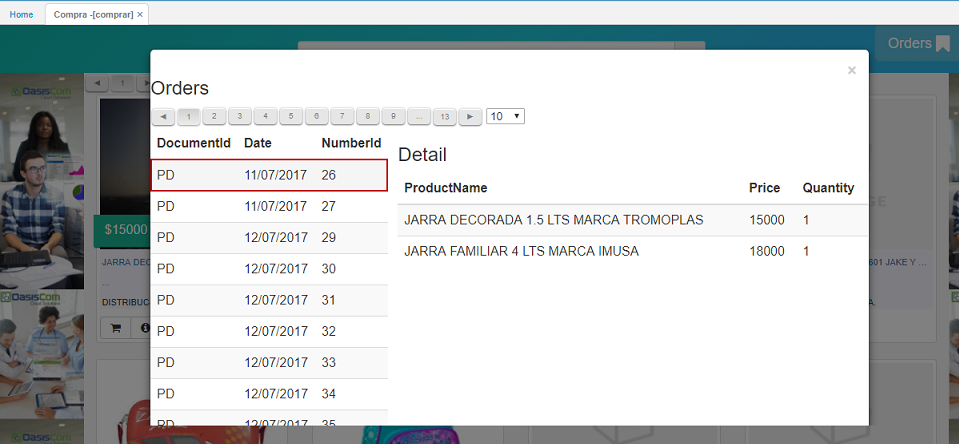 Home
Compra -[comprar] ×
Orders
×
Orders
◄ 1 2 3 4 5 6 7 8 9 ... 13 ► 10 ▼
DocumentId Date NumberId
PD 11/07/2017 26
PD 11/07/2017 27
PD 12/07/2017 29
PD 12/07/2017 30
PD 12/07/2017 31
PD 12/07/2017 32
PD 12/07/2017 33
PD 12/07/2017 34
PD 12/07/2017 35
Detail
ProductName Price Quantity
JARRA DECORADA 1.5 LTS MARCA TROMOPLAS 15000 1
JARRA FAMILIAR 4 LTS MARCA IMUSA 18000 1
OasisCom
◄ 1
$15000
JARRA DE
...
DISTRIBUC
601 JAKE Y ...
OasisCom